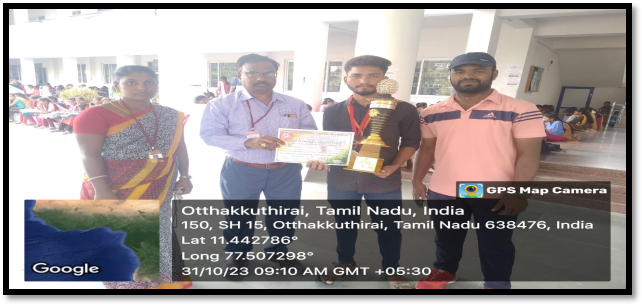 GPS Map Camera
Otthakkuthirai, Tamil Nadu, India
150, SH 15, Otthakkuthirai, Tamil Nadu 638476, India
Lat 11.442786°
Long 77.507298°
31/10/23 09:10 AM GMT +05:30
Google